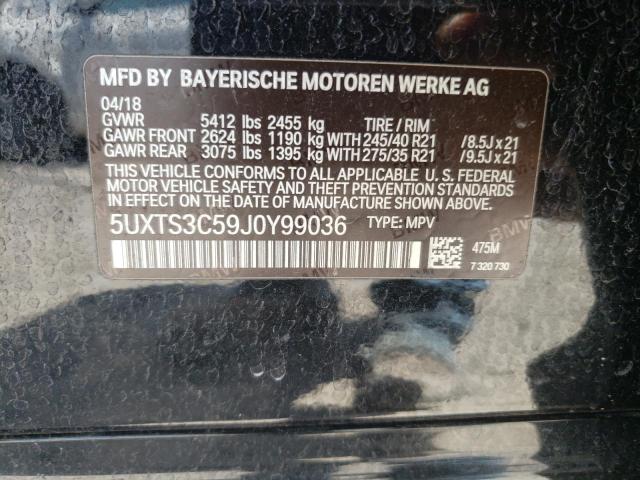 MFD BY BAYERISCHE MOTOREN WERKE AG
04/18
GVWR 5412 lbs 2455 kg TIRE / RIM
GAWR FRONT 2624 lbs 1190 kg WITH 245/40 R21 /8.5J x 21
GAWR REAR 3075 lbs 1395 kg WITH 275/35 R21 /9.5J x 21
THIS VEHICLE CONFORMS TO ALL APPLICABLE U. S. FEDERAL
MOTOR VEHICLE SAFETY, BUMPER, AND THEFT PREVENTION STANDARDS
IN EFFECT ON THE DATE OF MANUFACTURE SHOWN ABOVE.
5UXTS3C59J0Y99036 TYPE: MPV
475M
7 320 730